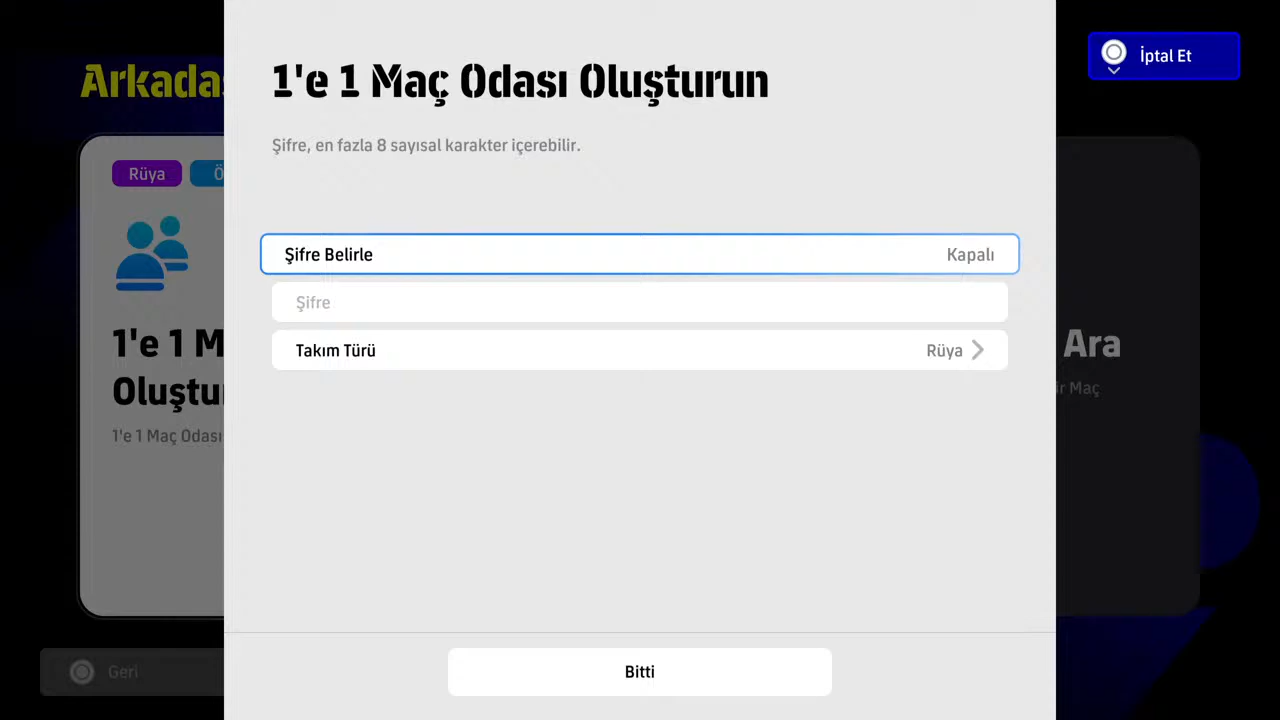 Arkadaş
İptal Et
1'e 1 Maç Odası Oluşturun
Şifre, en fazla 8 sayısal karakter içerebilir.
Rüya
Şifre Belirle
Kapalı
Şifre
Takım Türü
Rüya
1'e 1 M
Oluştu
1'e 1 Maç Odası
Ara
ir Maç
Geri
Bitti